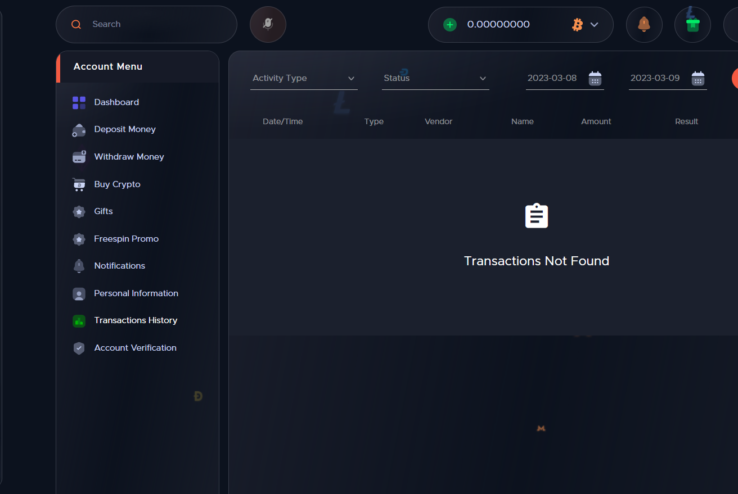 Search
0.00000000
Account Menu
Dashboard
Deposit Money
Withdraw Money
Buy Crypto
Gifts
Freespin Promo
Notifications
Personal Information
Transactions History
Account Verification
Activity Type
Status
2023-03-08
2023-03-09
Date/Time Type Vendor Name Amount Result
Transactions Not Found